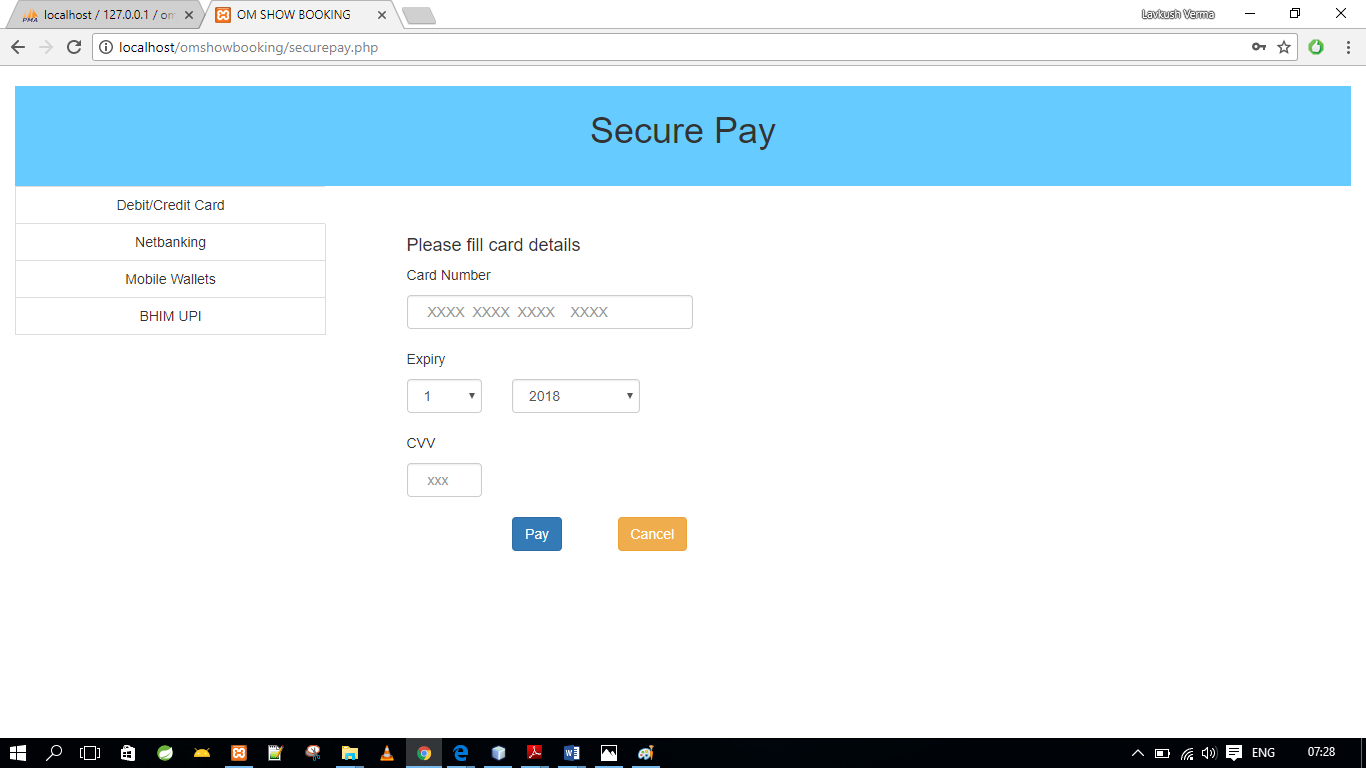 localhost / 127.0.0.1 / om
OM SHOW BOOKING
Lavkush Verma
localhost/omshowbooking/securepay.php
Secure Pay
Debit/Credit Card
Netbanking
Mobile Wallets
BHIM UPI
Please fill card details
Card Number
XXXX XXXX XXXX XXXX
Expiry
1 2018
CVV
xxx
Pay Cancel
ENG 07:28